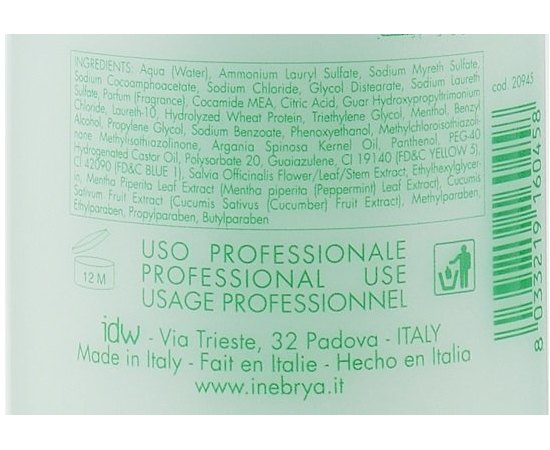 INGREDIENTS: Aqua (Water), Ammonium Lauryl Sulfate, Sodium Myreth Sulfate,
Sodium Cocoamphoacetate, Sodium Chloride, Glycol Distearate, Sodium Laureth
Sulfate, Parfum (Fragrance), Cocamide MEA, Citric Acid, Guar Hydroxypropyltrimonium
Chloride, Laureth-10, Hydrolyzed Wheat Protein, Triethylene Glycol, Menthol, Benzyl
Alcohol, Propylene Glycol, Sodium Benzoate, Phenoxyethanol, Methylchloroisothiazoli-
none Methylisothiazolinone, Argania Spinosa Kernel Oil, Panthenol, PEG-40
Hydrogenated Castor Oil, Polysorbate 20, Guaiazulene, CI 19140 (FD&C YELLOW 5),
CI 42090 (FD&C BLUE 1), Salvia Officinalis Flower/Leaf/Stem Extract, Ethylhexylglycer-
in, Mentha Piperita Leaf Extract (Mentha piperita (Peppermint) Leaf Extract), Cucumis
Sativum Fruit Extract (Cucumis Sativus (Cucumber) Fruit Extract), Methylparaben,
Ethylparaben, Propylparaben, Butylparaben
cod. 20945
8 033219 160458
12 M
USO PROFESSIONALE
PROFESSIONAL USE
USAGE PROFESSIONNEL
idw - Via Trieste, 32 Padova - ITALY
Made in Italy - Fait en Italie - Hecho en Italia
www.inebrya.it